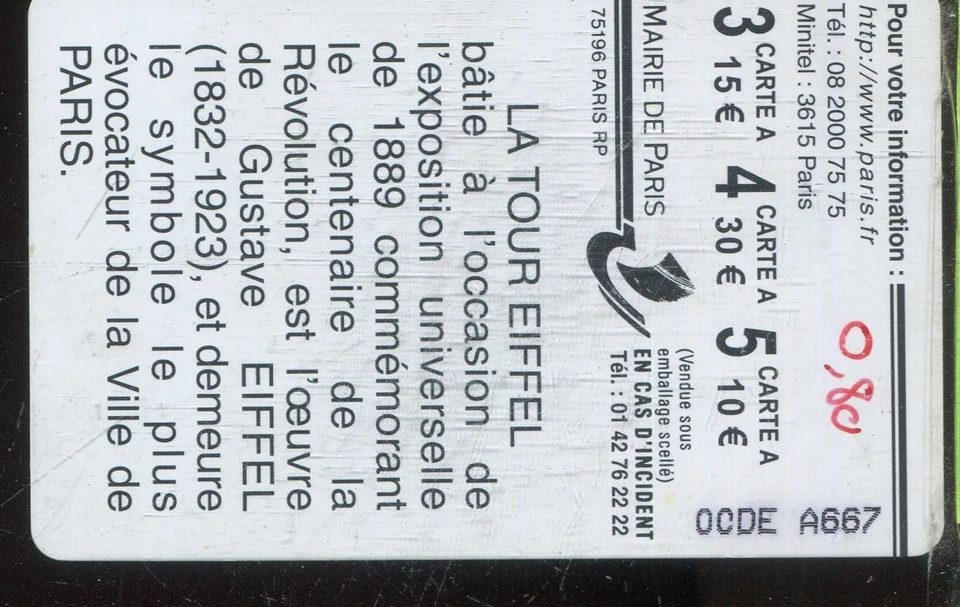 Pour votre information :
http://www.paris.fr
Tél. : 08 2000 75 75
Minitel : 3615 Paris
0,80
OCDE A667
3 CARTE A 15 € 4 CARTE A 30 € 5 CARTE A 10 €
MAIRIE DE PARIS
75196 PARIS RP
(Vendue sous
emballage scellé)
EN CAS D'INCIDENT
Tél. : 01 42 76 22 22
LA TOUR EIFFEL
bâtie à l'occasion de
l'exposition universelle
de 1889 commémorant
le centenaire de la
Révolution, est l'œuvre
de Gustave EIFFEL
(1832-1923), et demeure
le symbole le plus
évocateur de la Ville de
PARIS.